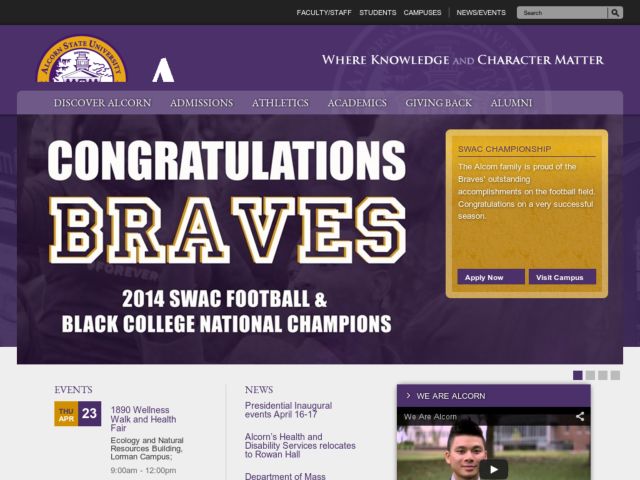 FACULTY/STAFF STUDENTS CAMPUSES NEWS/EVENTS Search
ALCORN STATE UNIVERSITY
A
WHERE KNOWLEDGE AND CHARACTER MATTER
DISCOVER ALCORN ADMISSIONS ATHLETICS ACADEMICS GIVING BACK ALUMNI
CONGRATULATIONS
BRAVES
2014 SWAC FOOTBALL &
BLACK COLLEGE NATIONAL CHAMPIONS
FOREVER
SWAC CHAMPIONSHIP
The Alcorn family is proud of the
Braves' outstanding
accomplishments on the football field.
Congratulations on a very successful
season.
Apply Now Visit Campus
EVENTS
THU
APR
23
1890 Wellness
Walk and Health
Fair
Ecology and Natural
Resources Building,
Lorman Campus;
9:00am - 12:00pm
NEWS
Presidential Inaugural
events April 16-17
Alcorn's Health and
Disability Services relocates
to Rowan Hall
Department of Mass
WE ARE ALCORN
We Are Alcorn